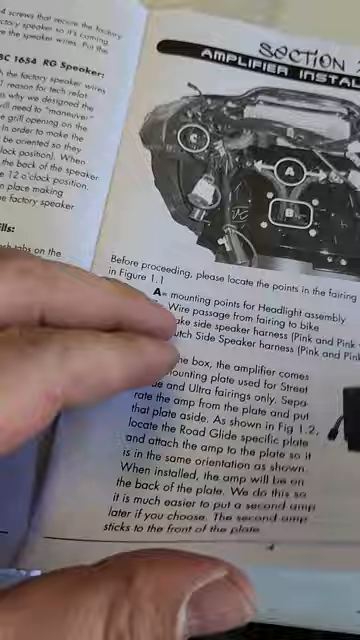 4 screws that secure the factory
factory speaker so it's coming
re the speaker wires. Put the
BC 1654 RG Speaker:
h the factory speaker wires
1 reason for tech relat
s why we designed the
will need to "maneuver"
e grill opening on the
In order to make the
be oriented so they
lock position). When
the back of the speaker
e 12 o'clock position.
n place making
e factory speaker
ills:
tabs on the
SECTION
AMPLIFIER INSTAL
A
B
Before proceeding, please locate the points in the fairing
in Figure 1.1
A= mounting points for Headlight assembly
Wire passage from fairing to bike
ake side speaker harness (Pink and Pink
utch Side Speaker harness (Pink and Pink
he box, the amplifier comes
mounting plate used for Street
de and Ultra fairings only. Sepa
rate the amp from the plate and put
that plate aside. As shown in Fig 1.2,
locate the Road Glide specific plate
and attach the amp to the plate so it
is in the same orientation as shown.
When installed, the amp will be on
the back of the plate. We do this so
it is much easier to put a second amp
later if you choose. The second amp
sticks to the front of the plate